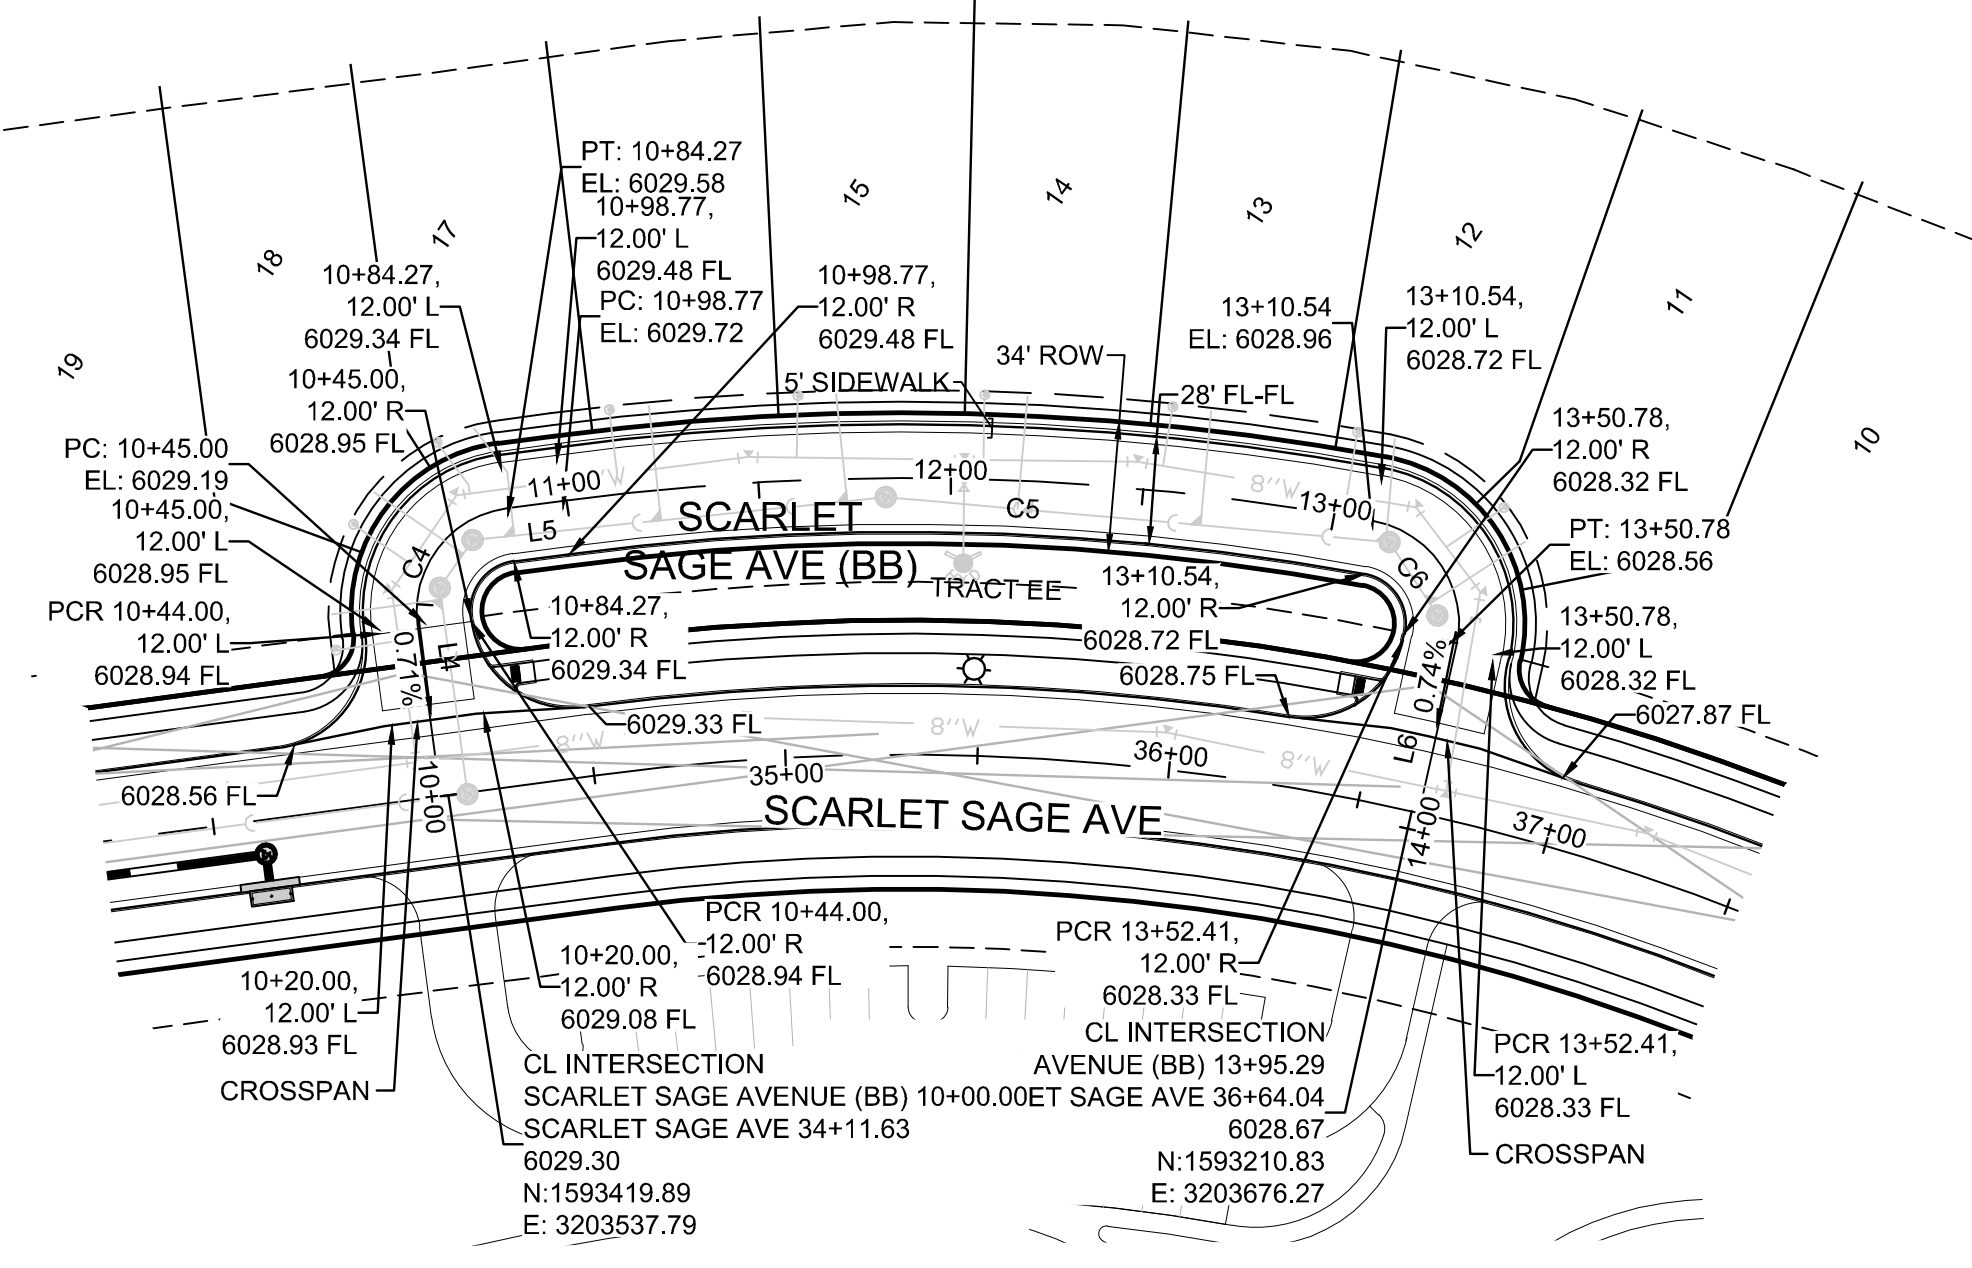 PT: 10+84.27
EL: 6029.58
10+98.77,
12.00' L
6029.48 FL
PC: 10+98.77
EL: 6029.72
15
14
13
12
11
10
17
18
19
10+84.27,
12.00' L
6029.34 FL
10+45.00,
12.00' R
6028.95 FL
PC: 10+45.00
EL: 6029.19
10+45.00,
12.00' L
6028.95 FL
PCR 10+44.00,
12.00' L
6028.94 FL
10+98.77,
12.00' R
6029.48 FL
34' ROW
5' SIDEWALK
28' FL-FL
13+10.54
EL: 6028.96
13+10.54,
12.00' L
6028.72 FL
13+50.78,
12.00' R
6028.32 FL
PT: 13+50.78
EL: 6028.56
13+50.78,
12.00' L
6028.32 FL
6027.87 FL
11+00
12+00
13+00
8"W
8"W
C4
L5
C5
C6
SCARLET
SAGE AVE (BB)
TRACT EE
10+84.27,
12.00' R
6029.34 FL
13+10.54,
12.00' R
6028.72 FL
6028.75 FL
0.71%
L4
0.74%
L6
6029.33 FL
8"W
8"W
8"W
6028.56 FL
10+00
35+00
36+00
14+00
37+00
SCARLET SAGE AVE
PCR 10+44.00,
12.00' R
6028.94 FL
10+20.00,
12.00' R
6029.08 FL
10+20.00,
12.00' L
6028.93 FL
CROSSPAN
CL INTERSECTION
SCARLET SAGE AVENUE (BB) 10+00.00
SCARLET SAGE AVE 34+11.63
6029.30
N:1593419.89
E: 3203537.79
PCR 13+52.41,
12.00' R
6028.33 FL
CL INTERSECTION
AVENUE (BB) 13+95.29
ET SAGE AVE 36+64.04
6028.67
N:1593210.83
E: 3203676.27
PCR 13+52.41,
12.00' L
6028.33 FL
CROSSPAN